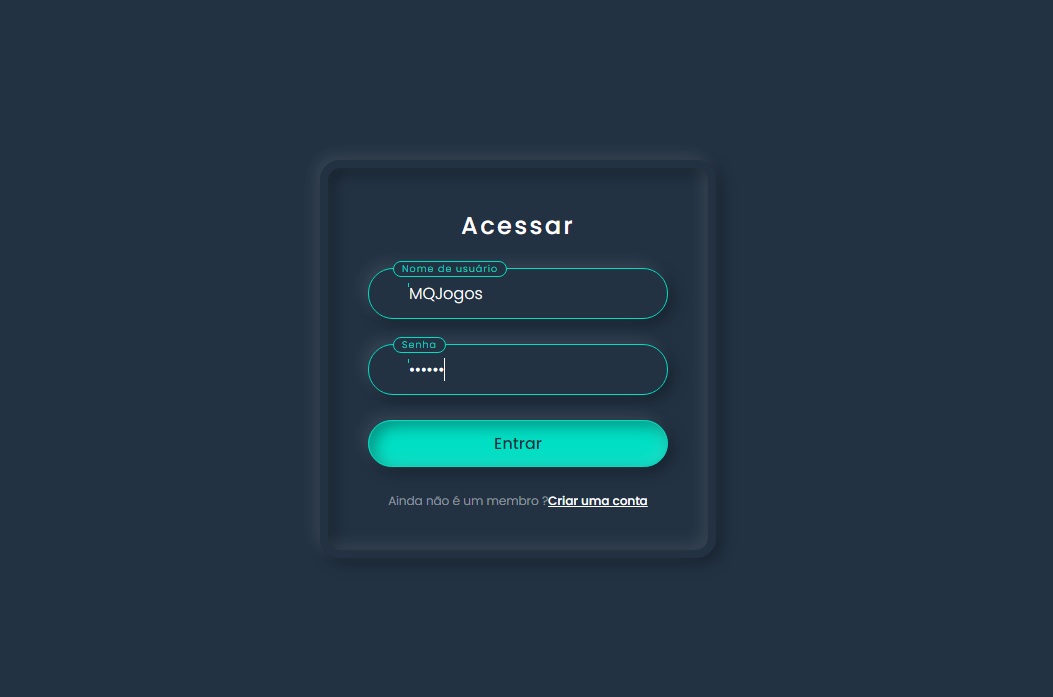 Acessar
Nome de usuário
MQJogos
Senha
••••••
Entrar
Ainda não é um membro ?Criar uma conta